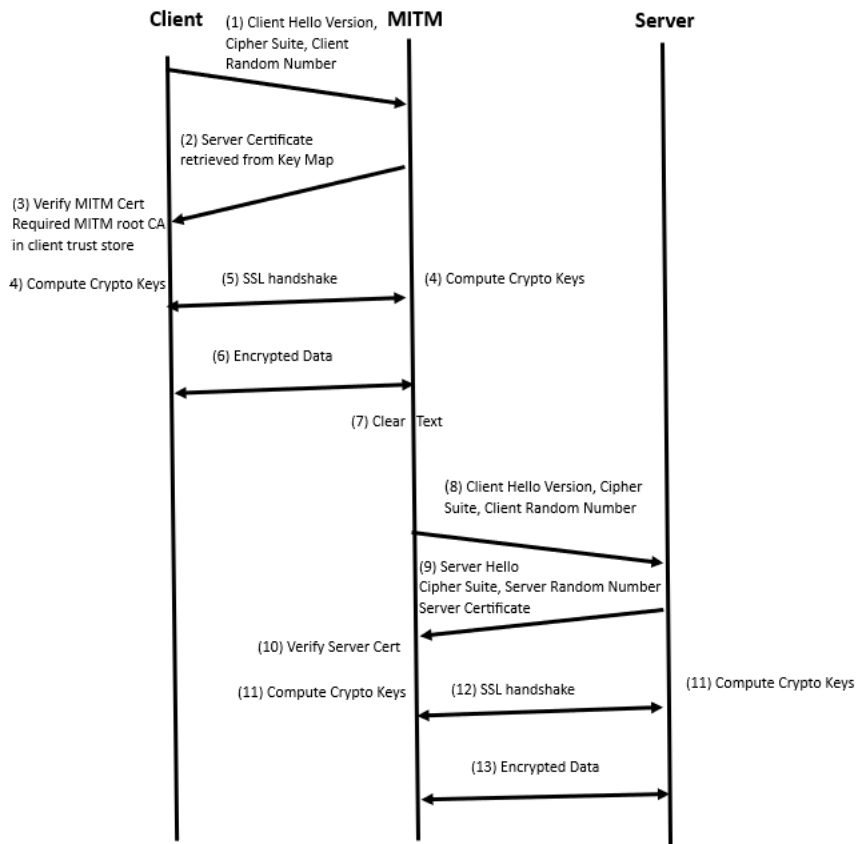 Client
MITM
Server
(1) Client Hello Version,
Cipher Suite, Client
Random Number
(2) Server Certificate
retrieved from Key Map
(3) Verify MITM Cert
Required MITM root CA
in client trust store
4) Compute Crypto Keys
(5) SSL handshake
(4) Compute Crypto Keys
(6) Encrypted Data
(7) Clear Text
(8) Client Hello Version, Cipher
Suite, Client Random Number
(9) Server Hello
Cipher Suite, Server Random Number
Server Certificate
(10) Verify Server Cert
(11) Compute Crypto Keys
(12) SSL handshake
(11) Compute Crypto Keys
(13) Encrypted Data